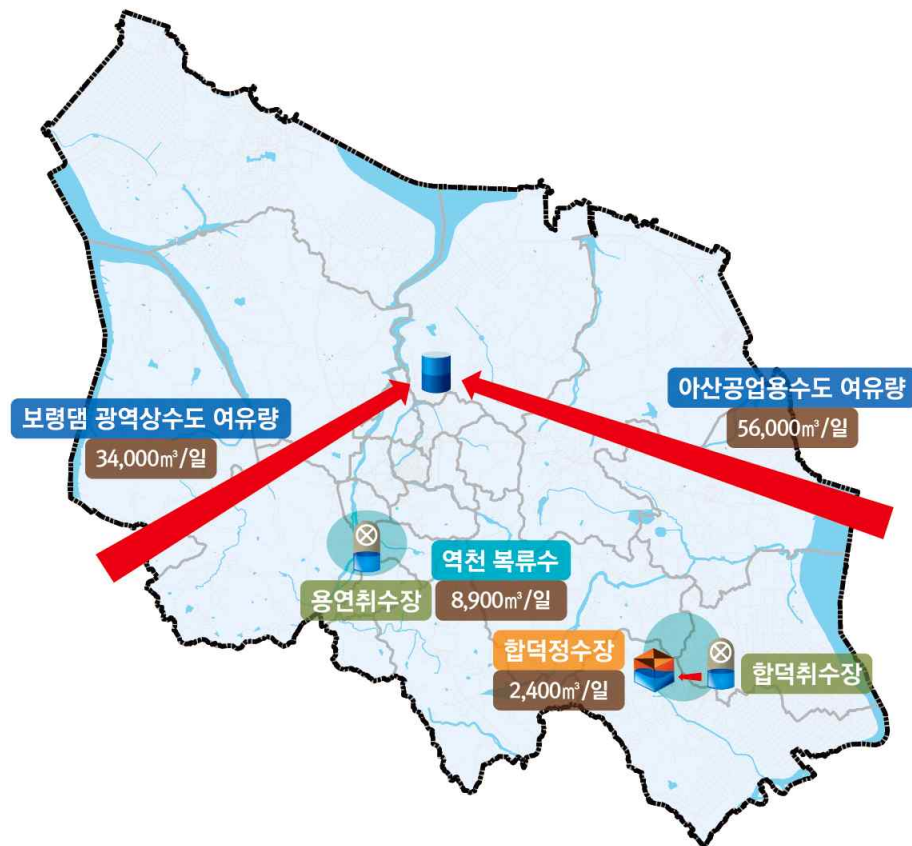 아산공업용수도 여유량
56,000㎥/일
보령댐 광역상수도 여유량
34,000㎥/일
역천 복류수
용연취수장
8,900㎥/일
합덕정수장
2,400㎥/일
합덕취수장